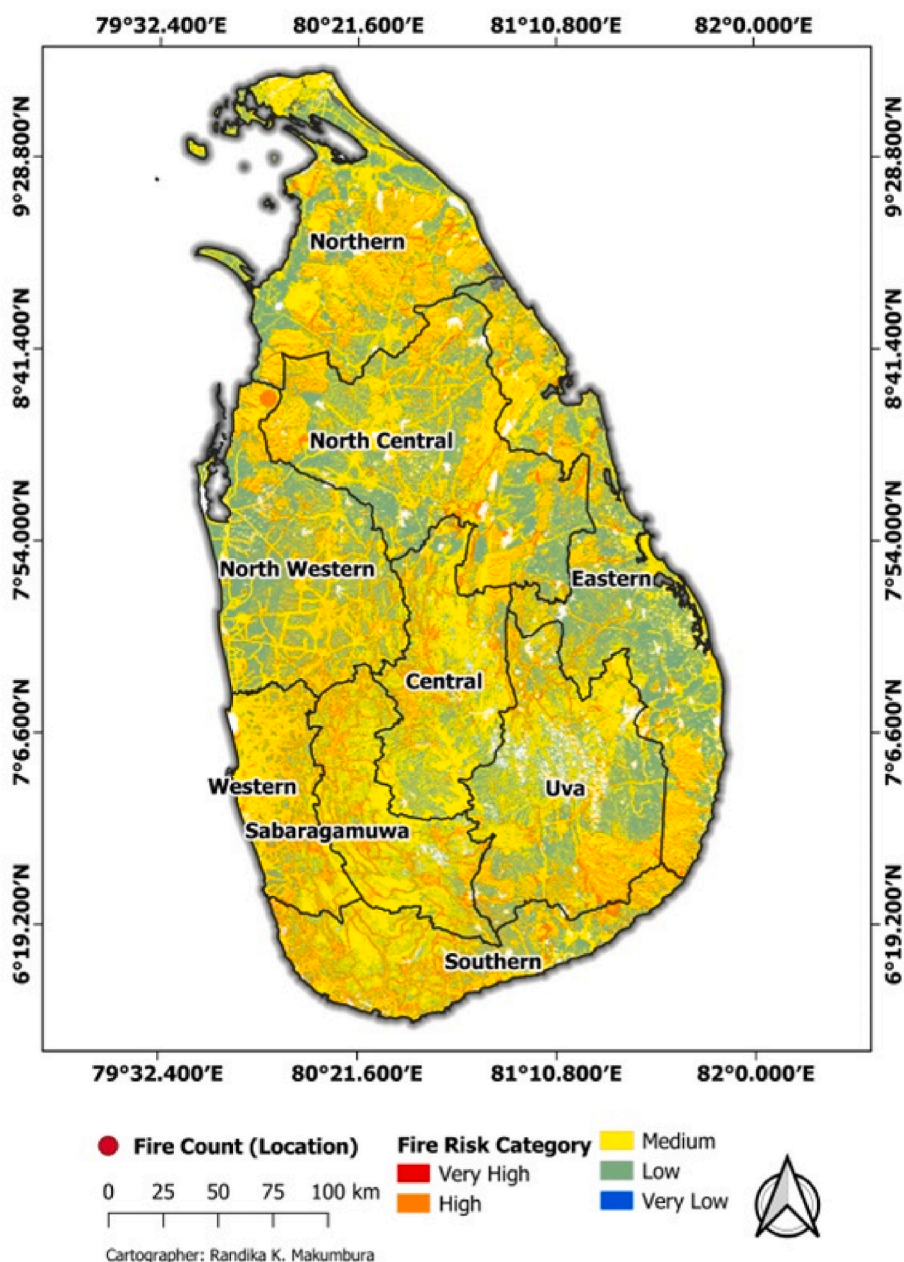 79°32.400′E 80°21.600′E 81°10.800′E 82°0.000′E
9°28.800′N 9°28.800′N
Northern
8°41.400′N 8°41.400′N
North Central
7°54.000′N 7°54.000′N
North Western
Eastern
Central
7°6.600′N 7°6.600′N
Western
Uva
Sabaragamuwa
6°19.200′N 6°19.200′N
Southern
79°32.400′E 80°21.600′E 81°10.800′E 82°0.000′E
Fire Count (Location)
0 25 50 75 100 km
Cartographer: Randika K. Makumbura
Fire Risk Category
Very High
High
Medium
Low
Very Low